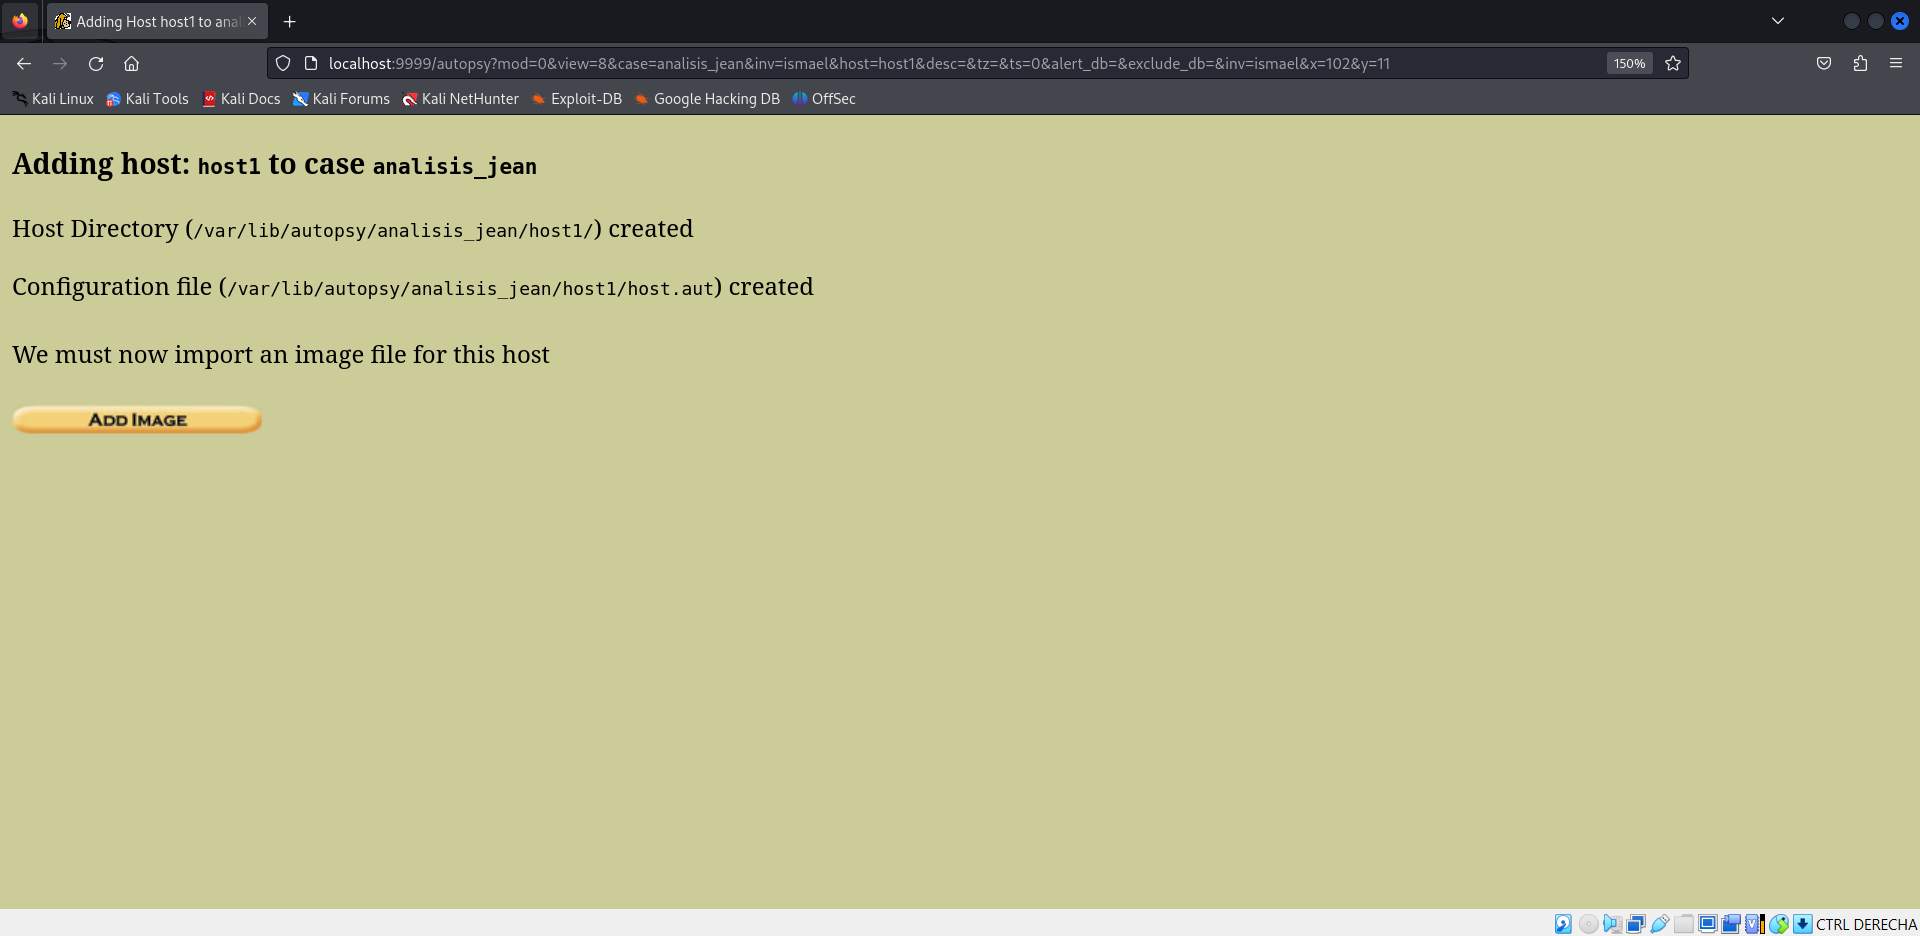 Adding Host host1 to ana
localhost:9999/autopsy?mod=0&view=8&case=analisis_jean&inv=ismael&host=host1&desc=&tz=&ts=0&alert_db=&exclude_db=&inv=ismael&x=102&y=11
150%
Kali Linux Kali Tools Kali Docs Kali Forums Kali NetHunter Exploit-DB Google Hacking DB OffSec
Adding host: host1 to case analisis_jean
Host Directory (/var/lib/autopsy/analisis_jean/host1/) created
Configuration file (/var/lib/autopsy/analisis_jean/host1/host.aut) created
We must now import an image file for this host
ADD IMAGE
CTRL DERECHA